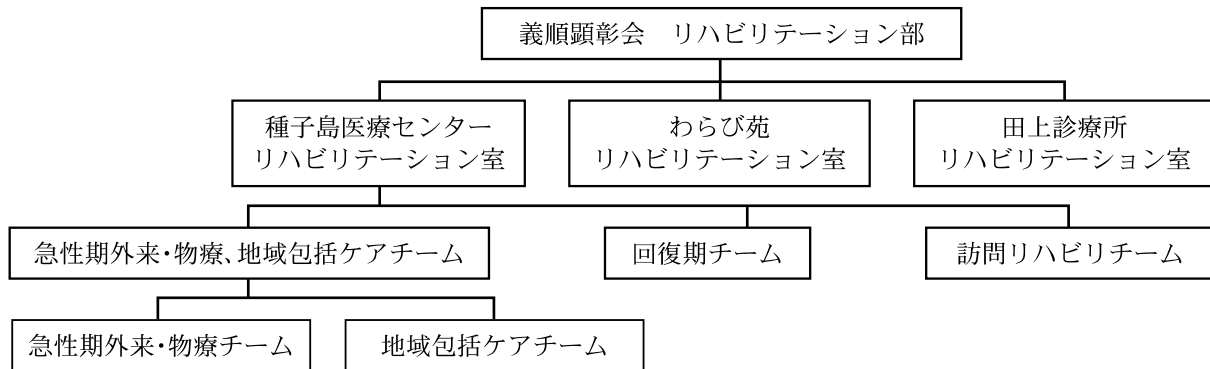 義順顕彰会　リハビリテーション部
種子島医療センター
リハビリテーション室
わらび苑
リハビリテーション室
田上診療所
リハビリテーション室
急性期外来・物療、地域包括ケアチーム
回復期チーム
訪問リハビリチーム
急性期外来・物療チーム
地域包括ケアチーム